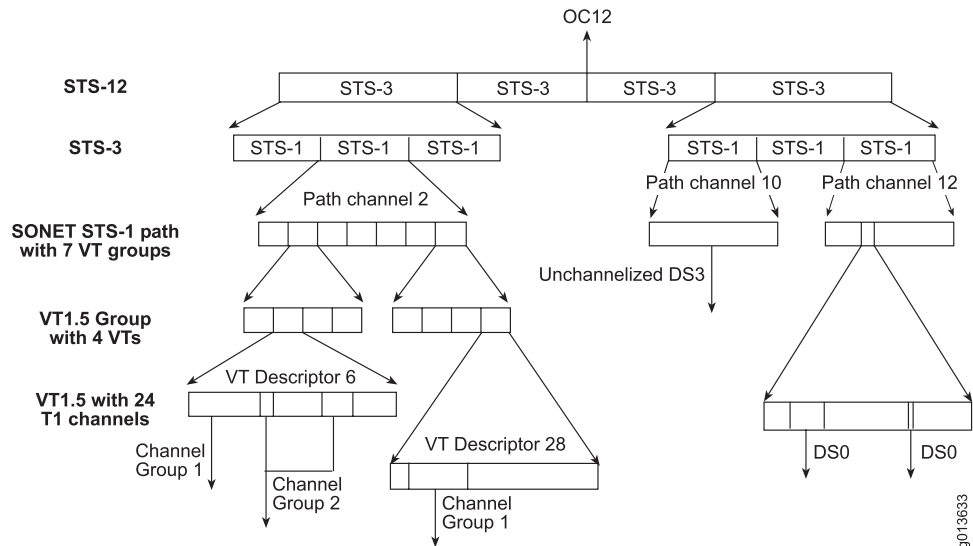 OC12
STS-12
STS-3 STS-3 STS-3 STS-3
STS-3
STS-1 STS-1 STS-1
STS-1 STS-1 STS-1
Path channel 2
Path channel 10
Path channel 12
SONET STS-1 path
with 7 VT groups
Unchannelized DS3
VT1.5 Group
with 4 VTs
VT Descriptor 6
VT1.5 with 24
T1 channels
VT Descriptor 28
Channel
Group 1
Channel
Group 2
Channel
Group 1
DS0
DS0
g013633